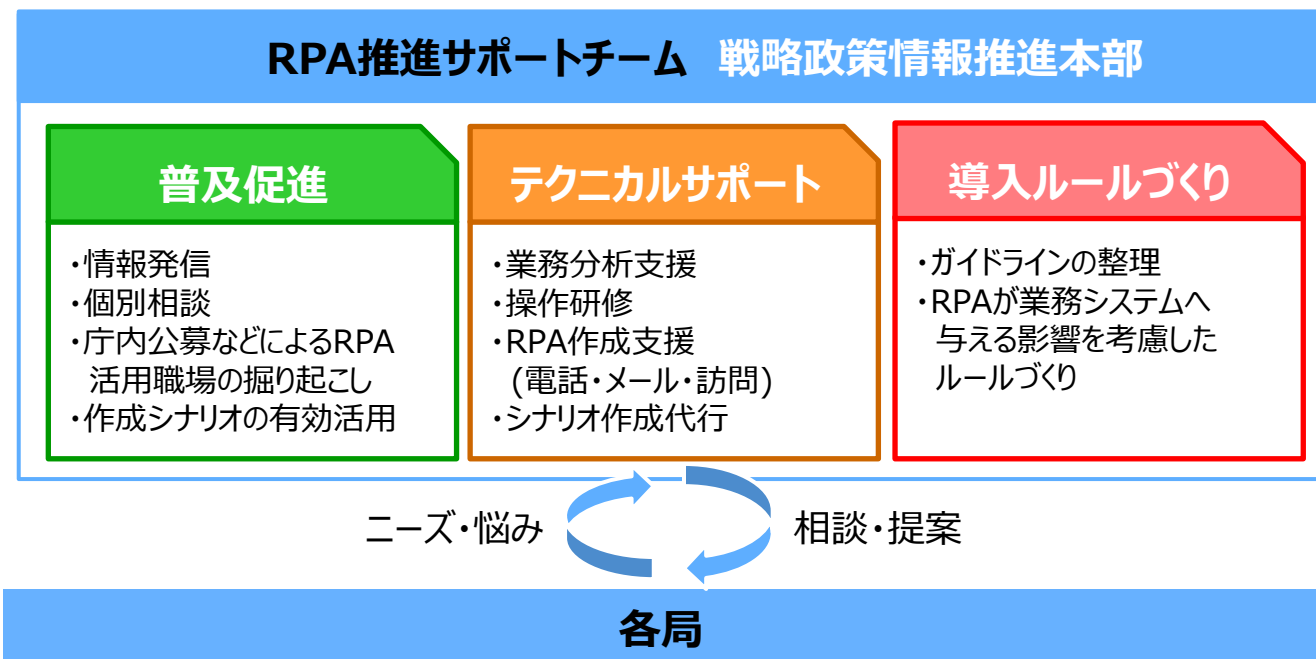 RPA推進サポートチーム 戦略政策情報推進本部
普及促進
・情報発信
・個別相談
・庁内公募などによるRPA
活用職場の掘り起こし
・作成シナリオの有効活用
テクニカルサポート
・業務分析支援
・操作研修
・RPA作成支援
(電話・メール・訪問)
・シナリオ作成代行
導入ルールづくり
・ガイドラインの整理
・RPAが業務システムへ
与える影響を考慮した
ルールづくり
ニーズ・悩み
相談・提案
各局